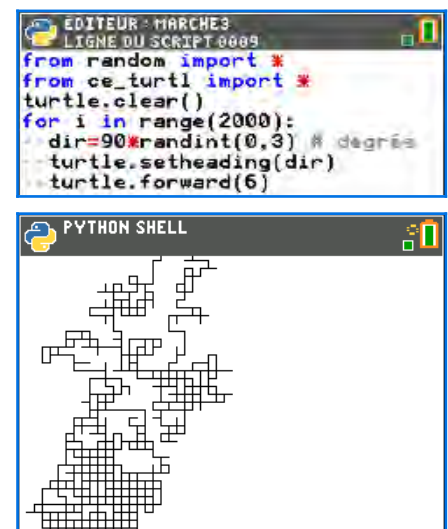 ÉDITEUR : MARCHE3
LIGNE DU SCRIPT 0009
from random import *
from ce_turtl import *
turtle.clear()
for i in range(2000):
  dir=90*randint(0,3) # degrés
  turtle.setheading(dir)
  turtle.forward(6)
PYTHON SHELL